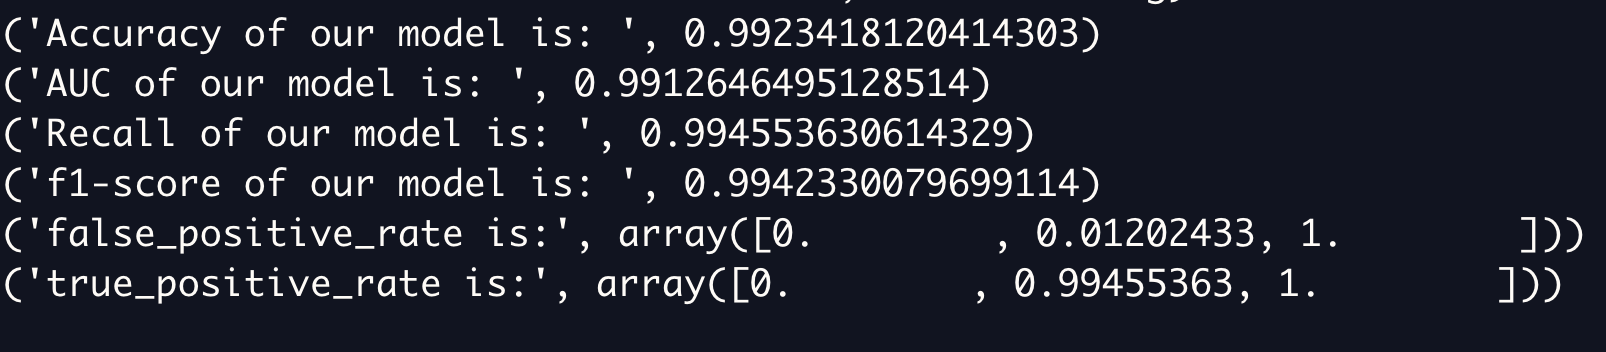 ('Accuracy of our model is: ', 0.9923418120414303)
('AUC of our model is: ', 0.9912646495128514)
('Recall of our model is: ', 0.994553630614329)
('f1-score of our model is: ', 0.9942330079699114)
('false_positive_rate is:', array([0.        , 0.01202433, 1.        ]))
('true_positive_rate is:', array([0.        , 0.99455363, 1.        ]))